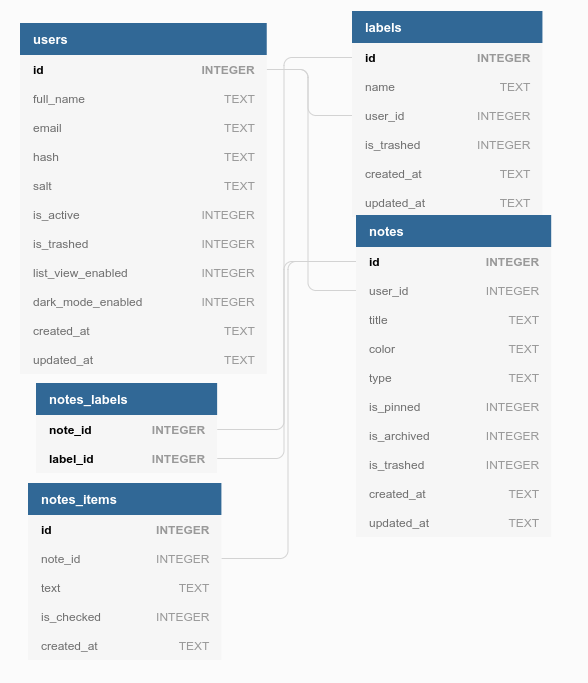 users
id INTEGER
full_name TEXT
email TEXT
hash TEXT
salt TEXT
is_active INTEGER
is_trashed INTEGER
list_view_enabled INTEGER
dark_mode_enabled INTEGER
created_at TEXT
updated_at TEXT
labels
id INTEGER
name TEXT
user_id INTEGER
is_trashed INTEGER
created_at TEXT
updated_at TEXT
notes
id INTEGER
user_id INTEGER
title TEXT
color TEXT
type TEXT
is_pinned INTEGER
is_archived INTEGER
is_trashed INTEGER
created_at TEXT
updated_at TEXT
notes_labels
note_id INTEGER
label_id INTEGER
notes_items
id INTEGER
note_id INTEGER
text TEXT
is_checked INTEGER
created_at TEXT